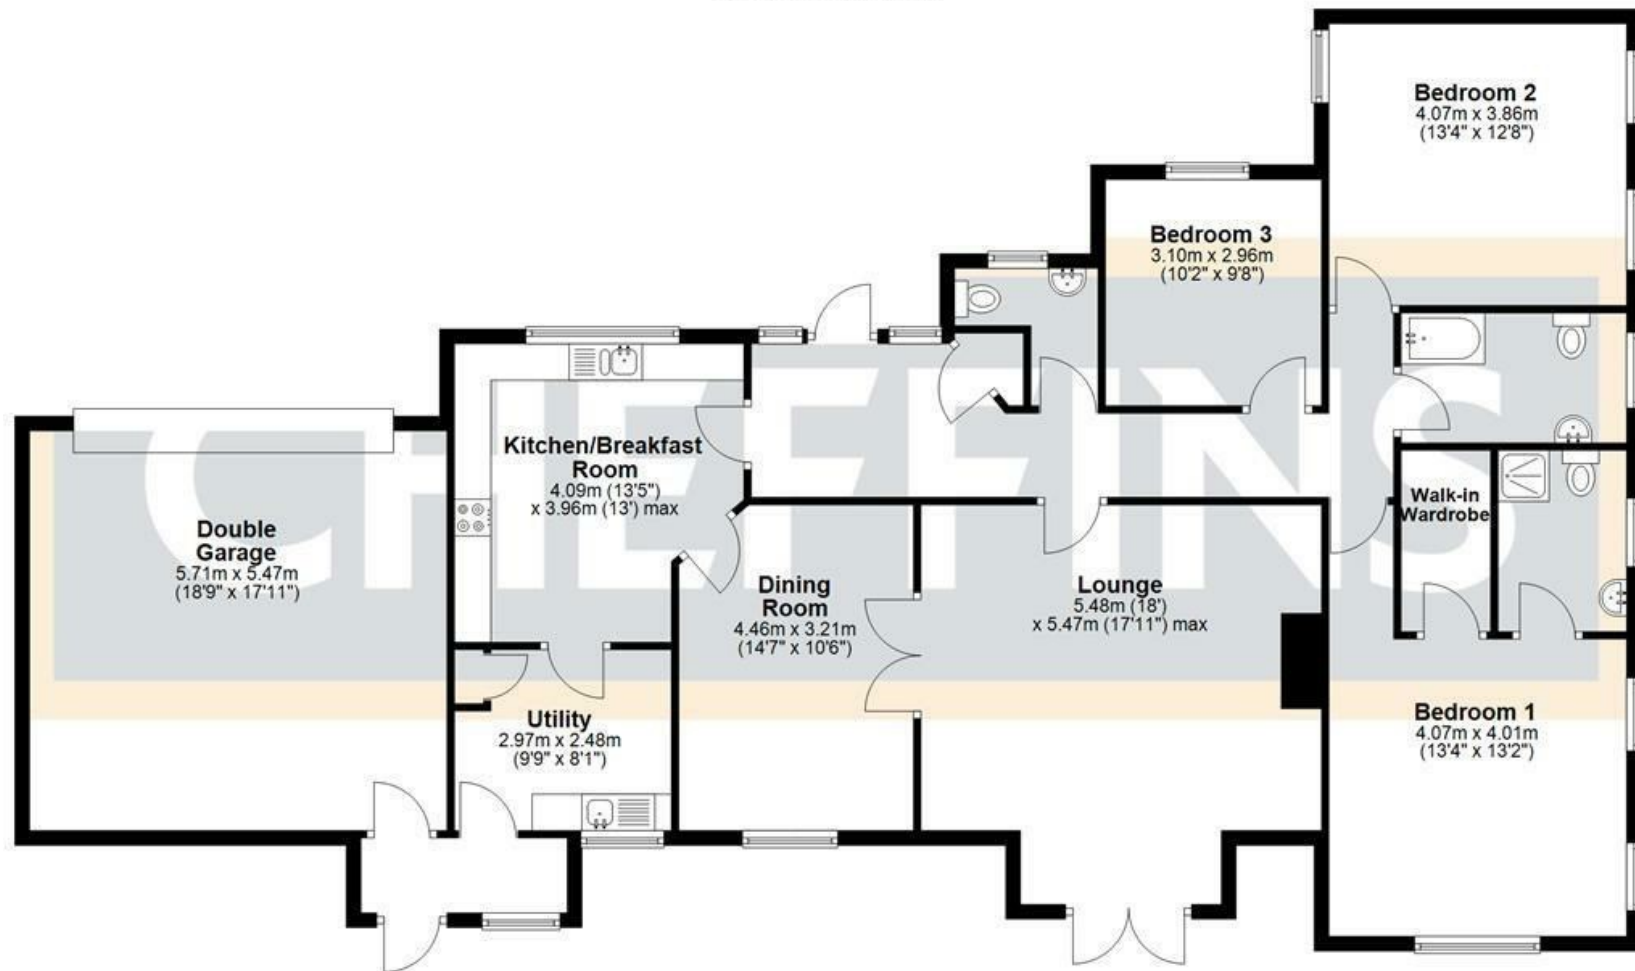 Bedroom 2
4.07m x 3.86m
(13'4" x 12'8")
Bedroom 3
3.10m x 2.96m
(10'2" x 9'8")
Kitchen/Breakfast
Room
4.09m (13'5")
x 3.96m (13') max
Walk-in
Wardrobe
Double
Garage
5.71m x 5.47m
(18'9" x 17'11")
Dining
Room
4.46m x 3.21m
(14'7" x 10'6")
Lounge
5.48m (18')
x 5.47m (17'11") max
Utility
2.97m x 2.48m
(9'9" x 8'1")
Bedroom 1
4.07m x 4.01m
(13'4" x 13'2")
CHEFFINS